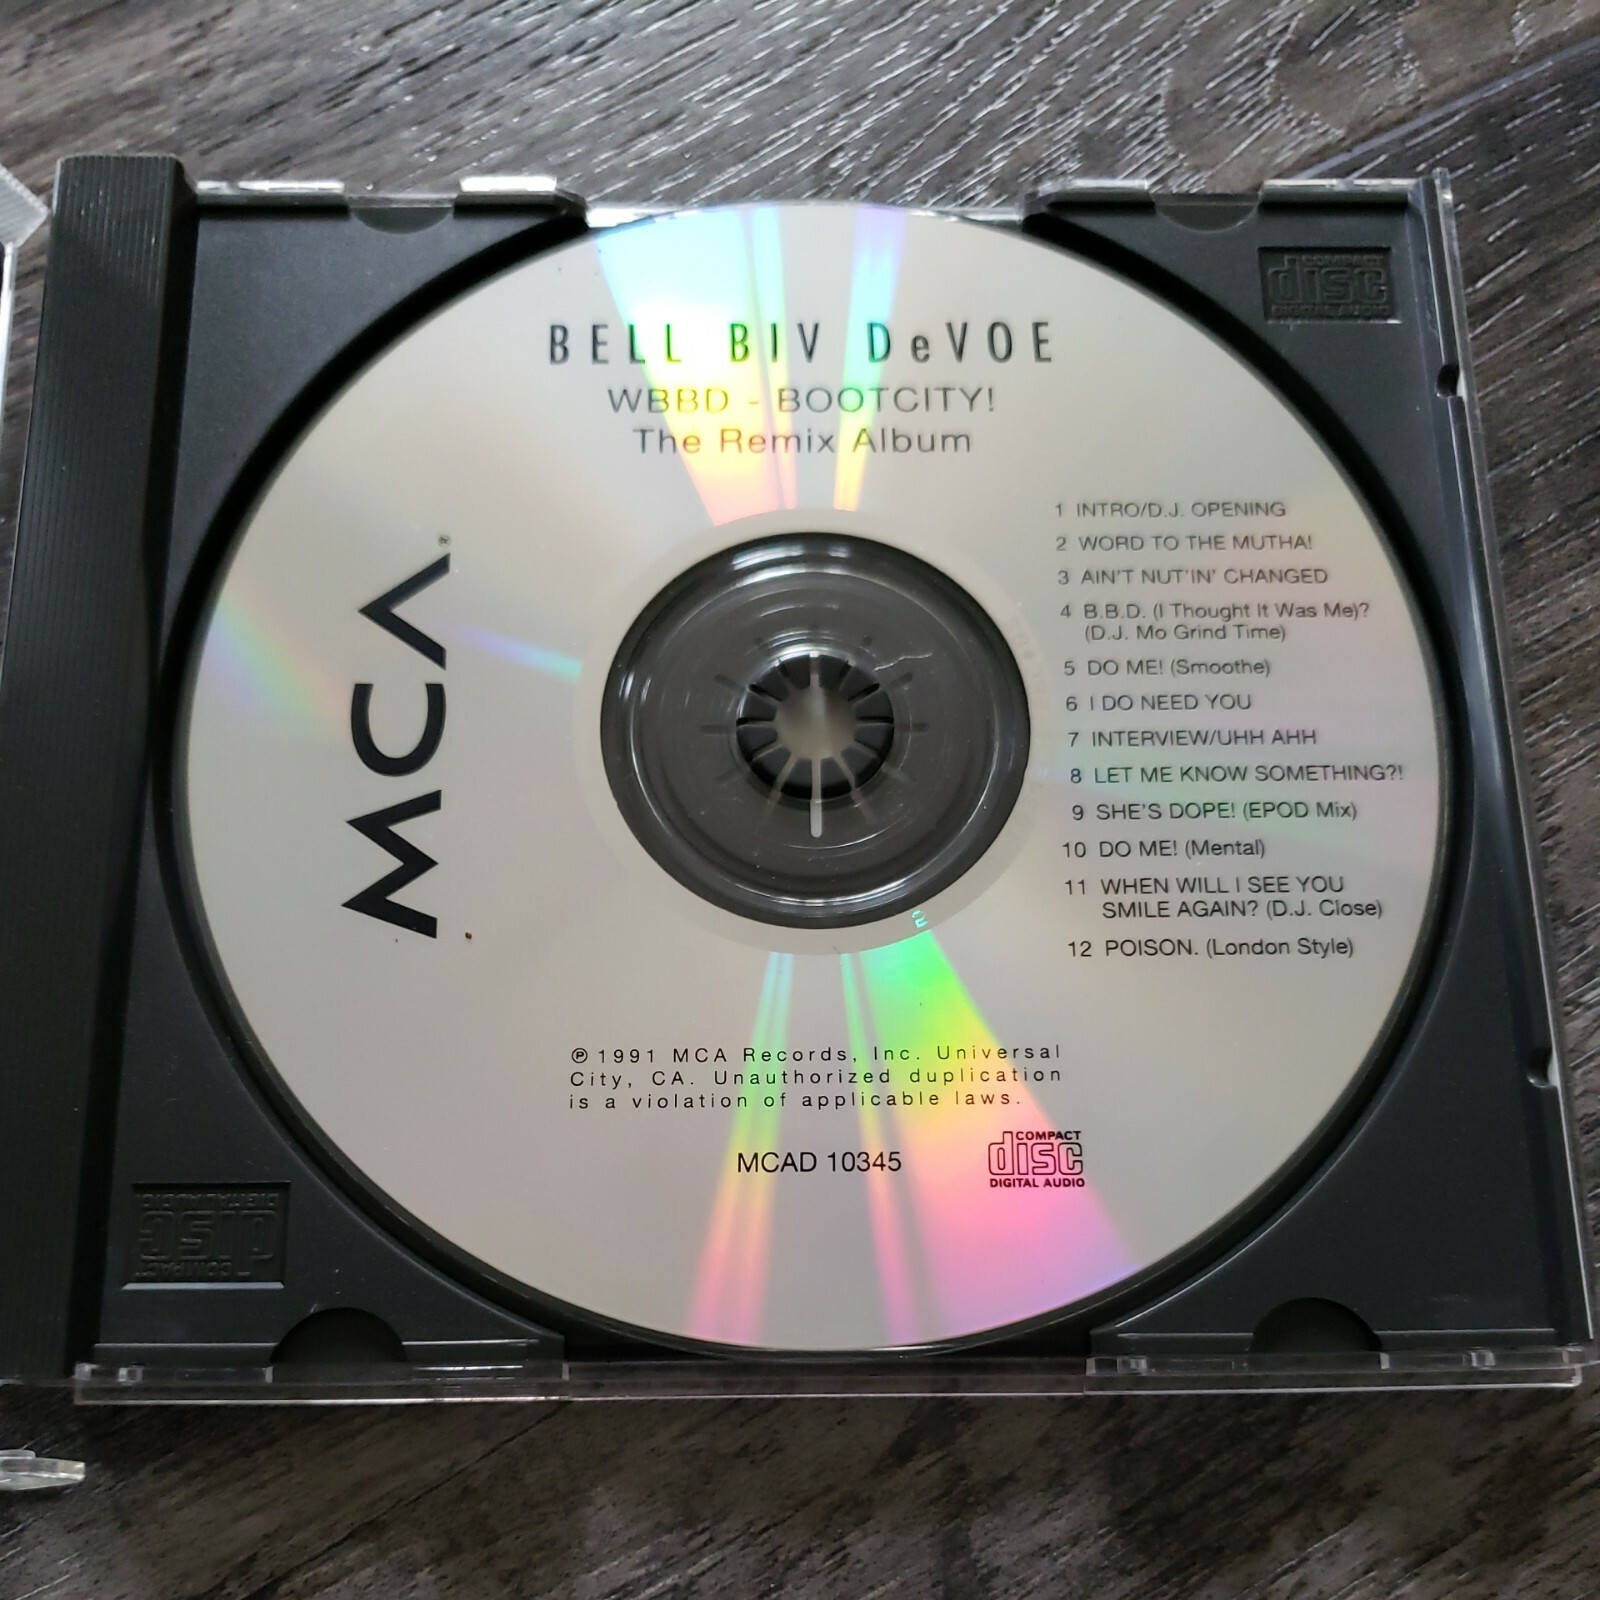 COMPACT
disc
DIGITAL AUDIO
BELL BIV DeVOE
WBBD - BOOTCITY!
The Remix Album
MCA®
1 INTRO/D.J. OPENING
2 WORD TO THE MUTHA!
3 AIN'T NUT'IN' CHANGED
4 B.B.D. (I Thought It Was Me)?
(D.J. Mo Grind Time)
5 DO ME! (Smoothe)
6 I DO NEED YOU
7 INTERVIEW/UHH AHH
8 LET ME KNOW SOMETHING?!
9 SHE'S DOPE! (EPOD Mix)
10 DO ME! (Mental)
11 WHEN WILL I SEE YOU
SMILE AGAIN? (D.J. Close)
12 POISON. (London Style)
℗ 1991 MCA Records, Inc. Universal
City, CA. Unauthorized duplication
is a violation of applicable laws.
MCAD 10345
COMPACT
disc
DIGITAL AUDIO
COMPACT
disc
DIGITAL AUDIO